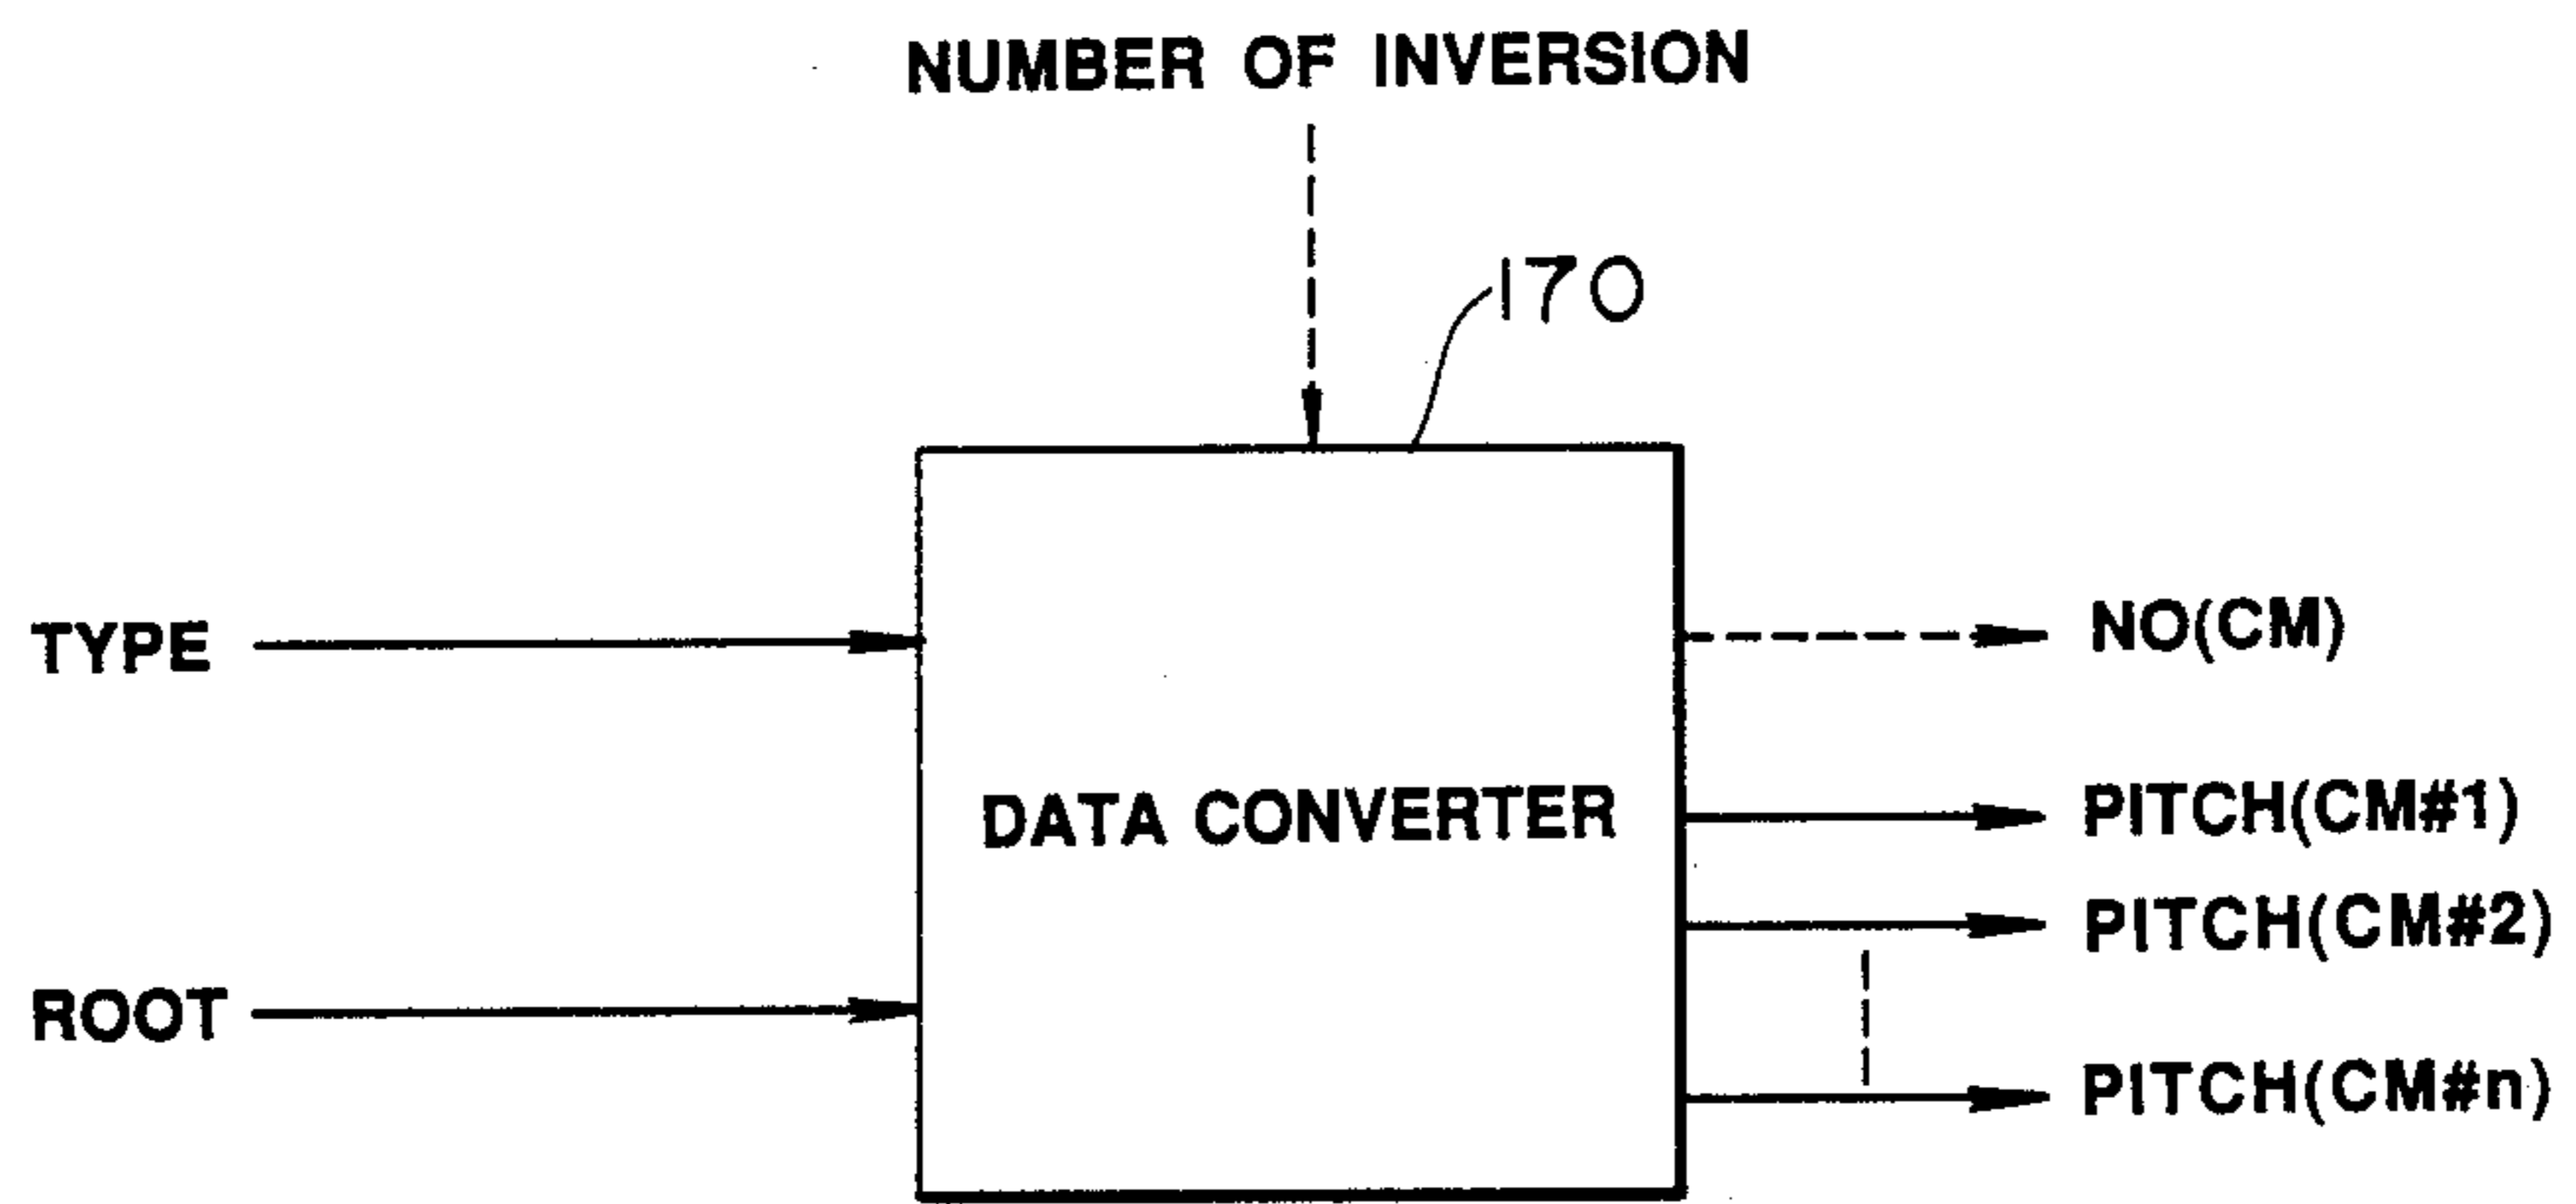 NUMBER OF INVERSION
170
TYPE
NO(CM)
DATA CONVERTER
PITCH(CM#1)
PITCH(CM#2)
ROOT
PITCH(CM#n)